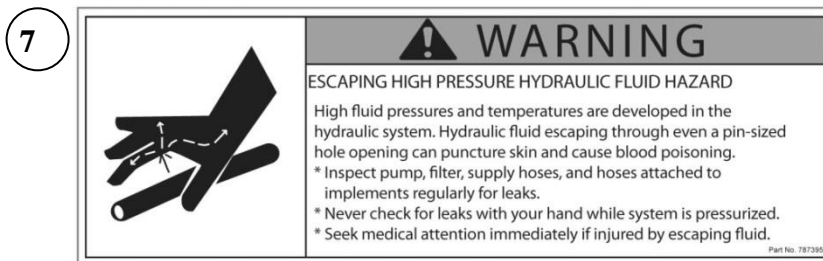 7
WARNING
ESCAPING HIGH PRESSURE HYDRAULIC FLUID HAZARD
High fluid pressures and temperatures are developed in the
hydraulic system. Hydraulic fluid escaping through even a pin-sized
hole opening can puncture skin and cause blood poisoning.
* Inspect pump, filter, supply hoses, and hoses attached to
implements regularly for leaks.
* Never check for leaks with your hand while system is pressurized.
* Seek medical attention immediately if injured by escaping fluid.
Part No. 787395